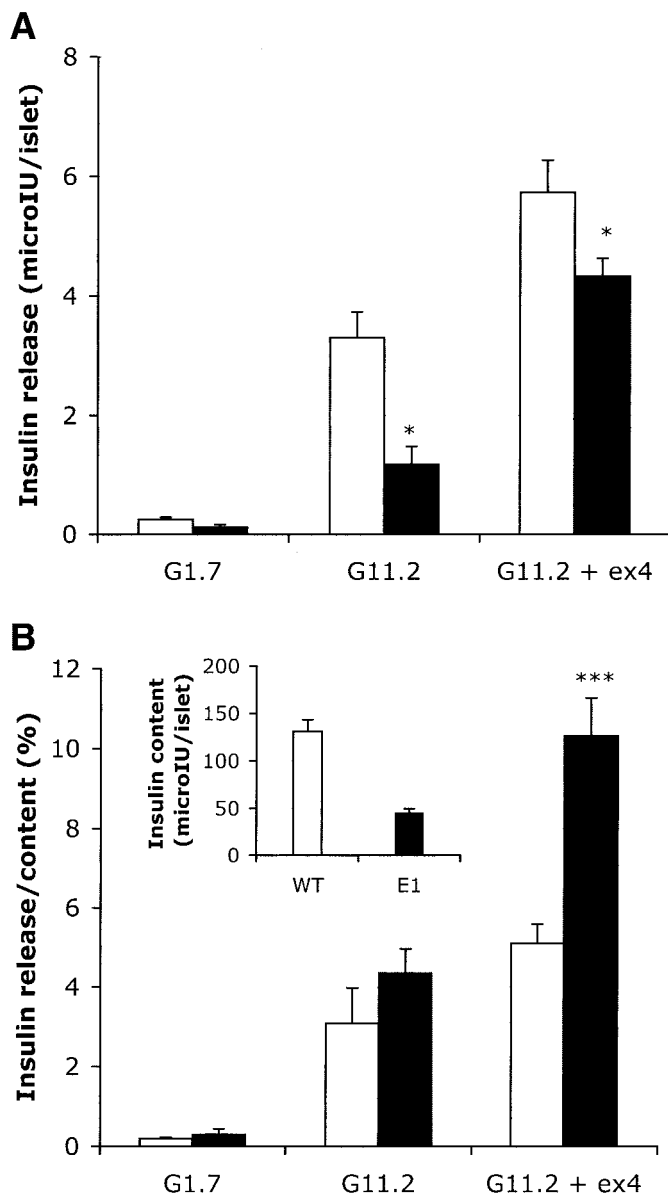 A
Insulin release (microIU/islet)
8
6
4
2
0
*
*
G1.7 G11.2 G11.2 + ex4
B
Insulin release/content (%)
12
10
8
6
4
2
0
Insulin content
(microIU/islet)
200
150
100
50
0
WT E1
***
G1.7 G11.2 G11.2 + ex4